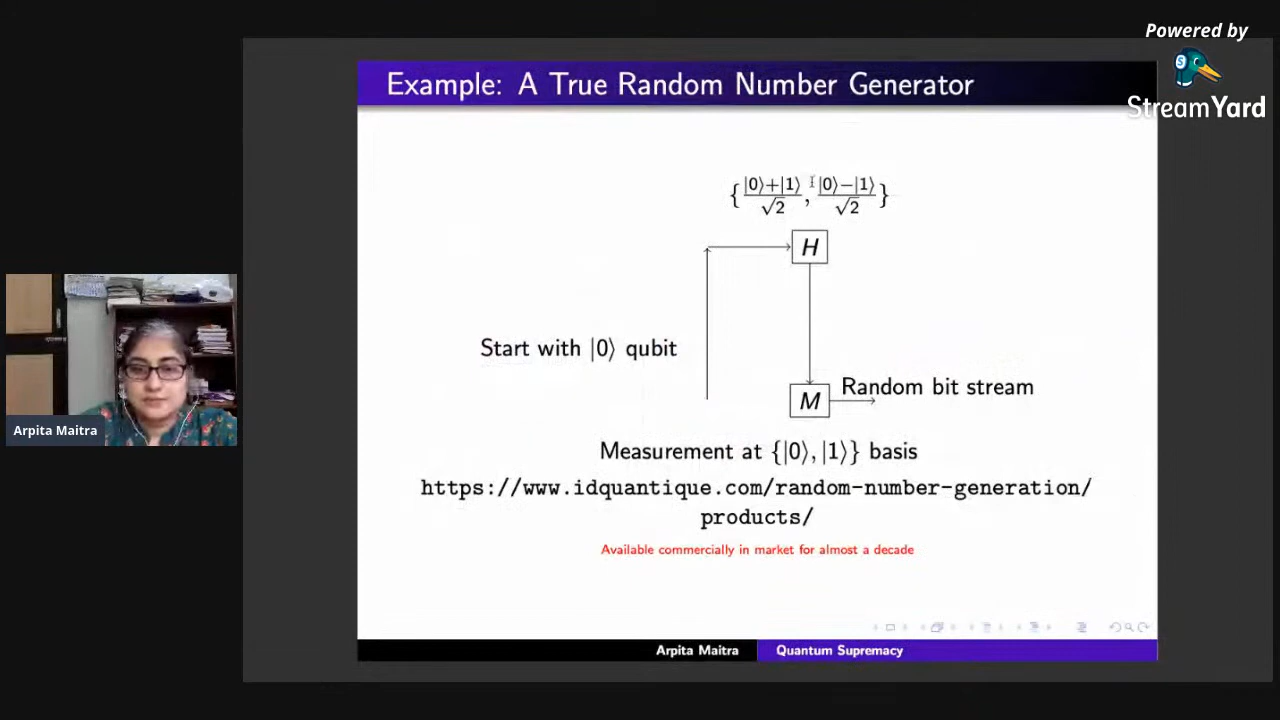 Powered by
StreamYard
Example: A True Random Number Generator
{|0⟩+|1⟩/√2, |0⟩−|1⟩/√2}
H
Start with |0⟩ qubit
M
Random bit stream
Measurement at {|0⟩, |1⟩} basis
https://www.idquantique.com/random-number-generation/
products/
Available commercially in market for almost a decade
Arpita Maitra
Arpita Maitra
Quantum Supremacy